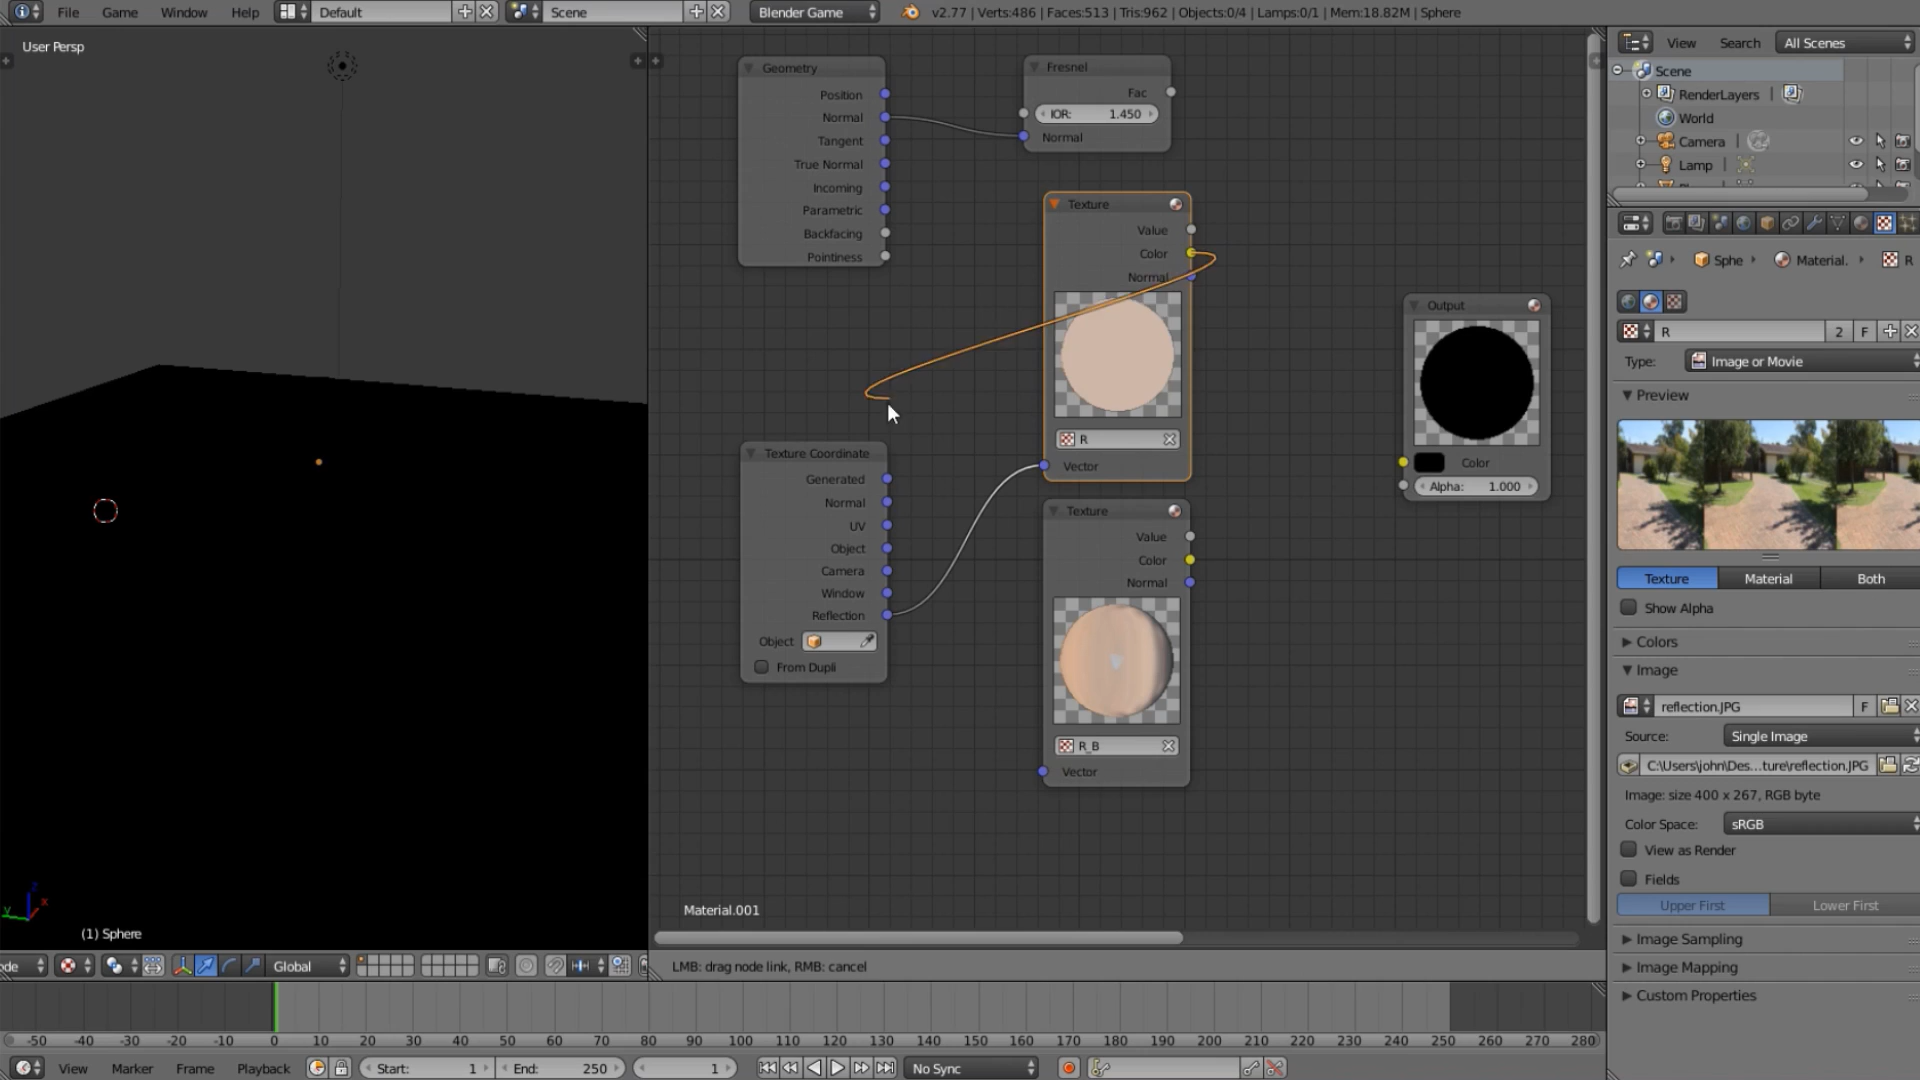 File Game Window Help Default Scene Blender Game v2.77 | Verts:486 | Faces:513 | Tris:962 | Objects:0/4 | Lamps:0/1 | Mem:18.82M | Sphere
User Persp
(1) Sphere
Geometry
Position
Normal
Tangent
True Normal
Incoming
Parametric
Backfacing
Pointiness
Fresnel
Fac
IOR: 1.450
Normal
Texture
Value
Color
Normal
R
Vector
Texture Coordinate
Generated
Normal
UV
Object
Camera
Window
Reflection
Object
From Dupli
Texture
Value
Color
Normal
R_B
Vector
Output
Color
Alpha: 1.000
Material.001
View Search All Scenes
Scene
RenderLayers
World
Camera
Lamp
Sphe Material. R
R 2 F
Type: Image or Movie
Preview
Texture Material Both
Show Alpha
Colors
Image
reflection.JPG F
Source: Single Image
C:\Users\john\Des...ture\reflection.JPG
Image: size 400 x 267, RGB byte
Color Space: sRGB
View as Render
Fields
Upper First Lower First
Image Sampling
Image Mapping
Custom Properties
ode Global
LMB: drag node link, RMB: cancel
-50 -40 -30 -20 -10 0 10 20 30 40 50 60 70 80 90 100 110 120 130 140 150 160 170 180 190 200 210 220 230 240 250 260 270 280
View Marker Frame Playback Start: 1 End: 250 1 No Sync